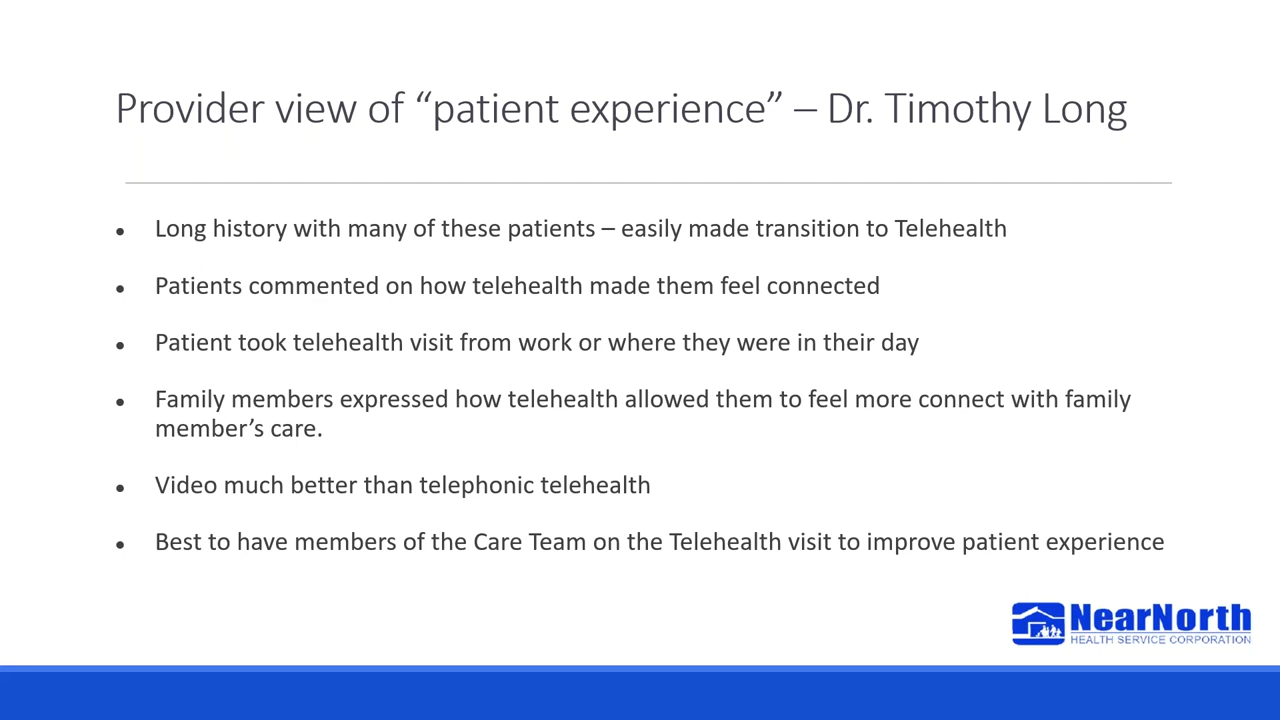 Provider view of “patient experience” – Dr. Timothy Long
• Long history with many of these patients – easily made transition to Telehealth
• Patients commented on how telehealth made them feel connected
• Patient took telehealth visit from work or where they were in their day
• Family members expressed how telehealth allowed them to feel more connect with family
member’s care.
• Video much better than telephonic telehealth
• Best to have members of the Care Team on the Telehealth visit to improve patient experience
NearNorth
HEALTH SERVICE CORPORATION